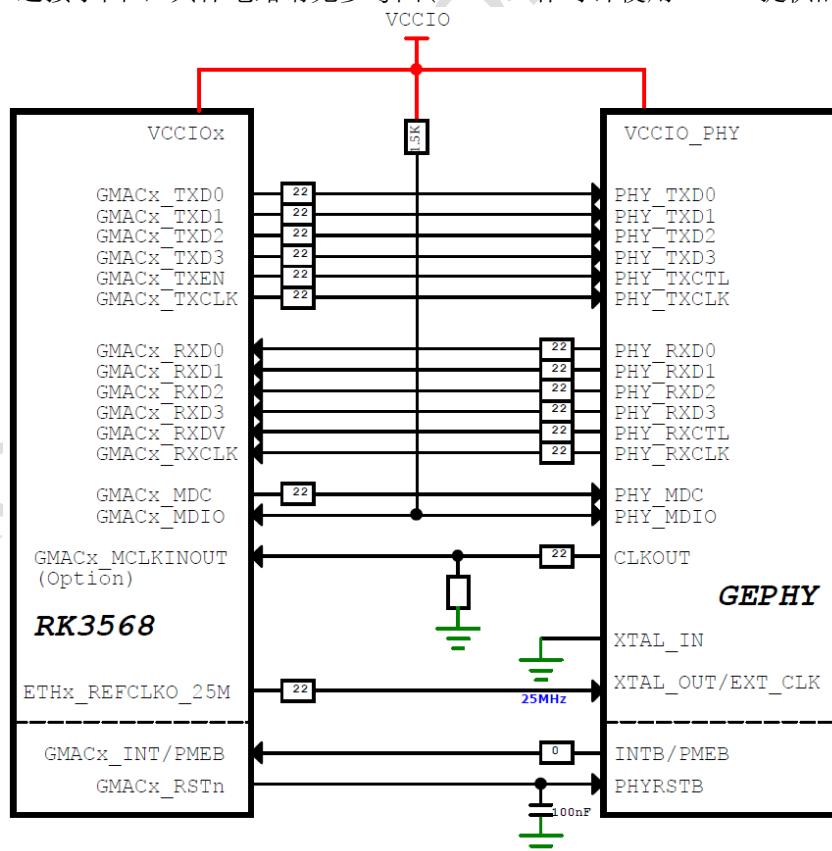 VCCIO
1.5K
VCCIOx
VCCIO_PHY
GMACx_TXD0
22
PHY_TXD0
GMACx_TXD1
22
PHY_TXD1
GMACx_TXD2
22
PHY_TXD2
GMACx_TXD3
22
PHY_TXD3
GMACx_TXEN
22
PHY_TXCTL
GMACx_TXCLK
22
PHY_TXCLK
GMACx_RXD0
22
PHY_RXD0
GMACx_RXD1
22
PHY_RXD1
GMACx_RXD2
22
PHY_RXD2
GMACx_RXD3
22
PHY_RXD3
GMACx_RXDV
22
PHY_RXCTL
GMACx_RXCLK
22
PHY_RXCLK
GMACx_MDC
22
PHY_MDC
GMACx_MDIO
PHY_MDIO
GMACx_MCLKINOUT
(Option)
22
CLKOUT
RK3568
GEPHY
XTAL_IN
ETHx_REFCLKO_25M
22
25MHz
XTAL_OUT/EXT_CLK
GMACx_INT/PMEB
0
INTB/PMEB
GMACx_RSTn
PHYRSTB
100nF